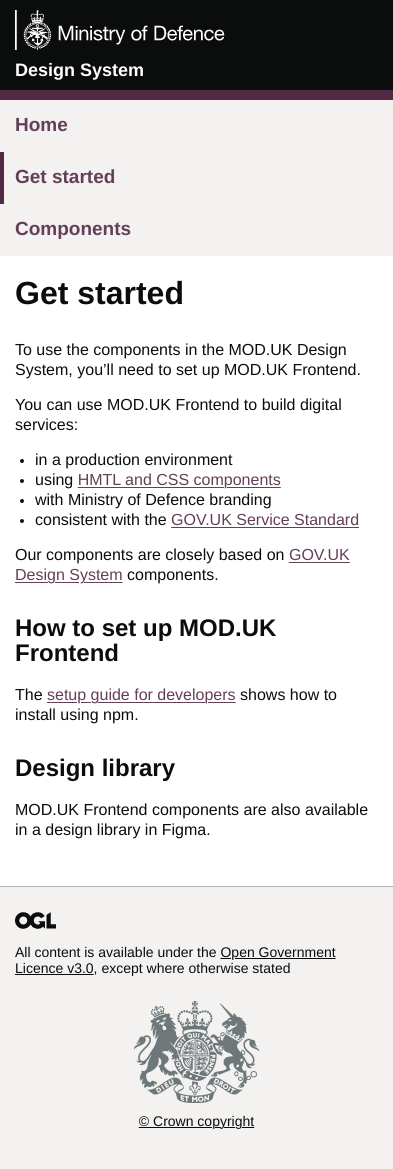 Ministry of Defence
Design System
Home
Get started
Components
Get started
To use the components in the MOD.UK Design
System, you’ll need to set up MOD.UK Frontend.
You can use MOD.UK Frontend to build digital
services:
• in a production environment
• using HMTL and CSS components
• with Ministry of Defence branding
• consistent with the GOV.UK Service Standard
Our components are closely based on GOV.UK
Design System components.
How to set up MOD.UK
Frontend
The setup guide for developers shows how to
install using npm.
Design library
MOD.UK Frontend components are also available
in a design library in Figma.
OGL
All content is available under the Open Government
Licence v3.0, except where otherwise stated
DIEU ET MON DROIT
© Crown copyright